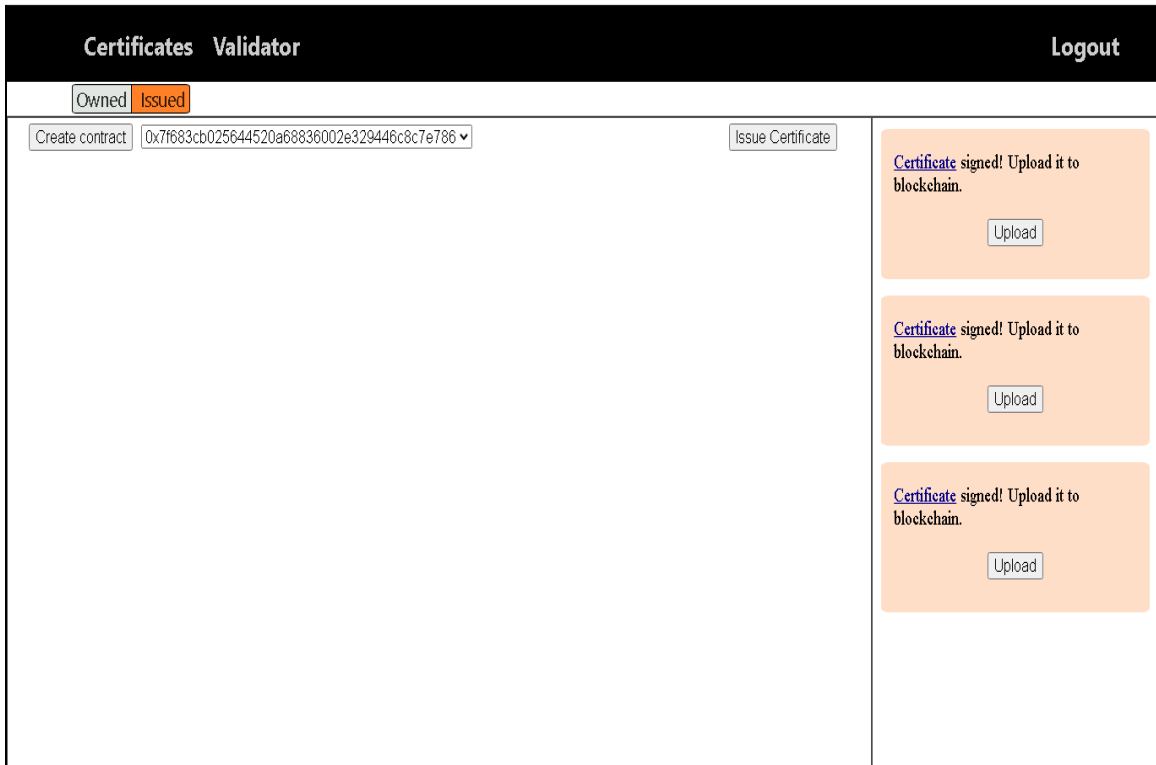 Certificates Validator Logout
Owned Issued
Create contract 0x7f683cb025644520a68836002e329446c8c7e786 Issue Certificate
Certificate signed! Upload it to
blockchain.
Upload
Certificate signed! Upload it to
blockchain.
Upload
Certificate signed! Upload it to
blockchain.
Upload